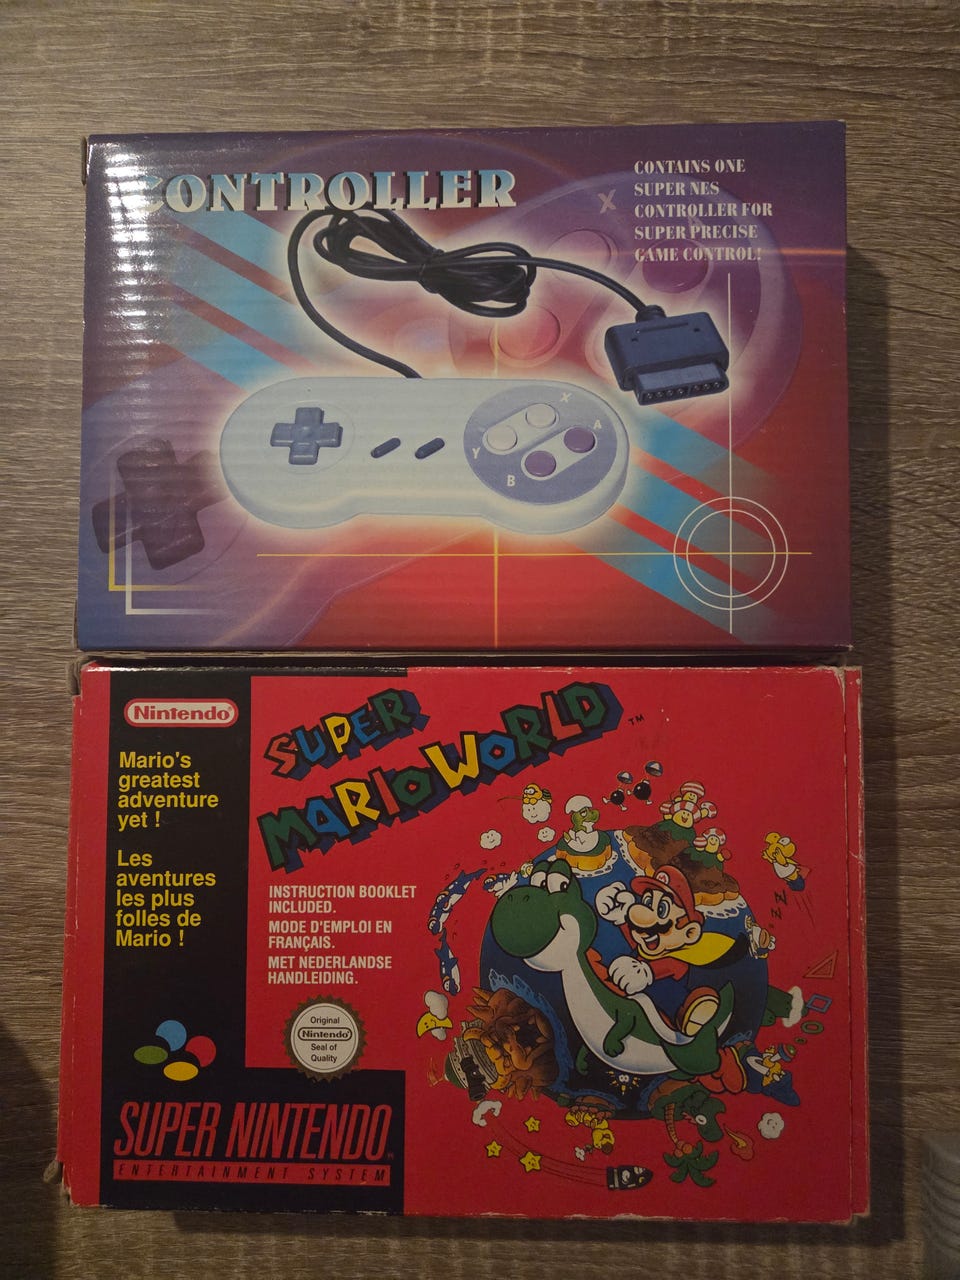 CONTROLLER
CONTAINS ONE
SUPER NES
CONTROLLER FOR
SUPER PRECISE
GAME CONTROL!
X
X
A
Y
B
Nintendo
Mario's
greatest
adventure
yet !
Les
aventures
les plus
folles de
Mario !
SUPER
MARIO WORLD TM
INSTRUCTION BOOKLET
INCLUDED.
MODE D'EMPLOI EN
FRANÇAIS.
MET NEDERLANDSE
HANDLEIDING.
Original
Nintendo
Seal of
Quality
ZZ
SUPER NINTENDO
ENTERTAINMENT SYSTEM